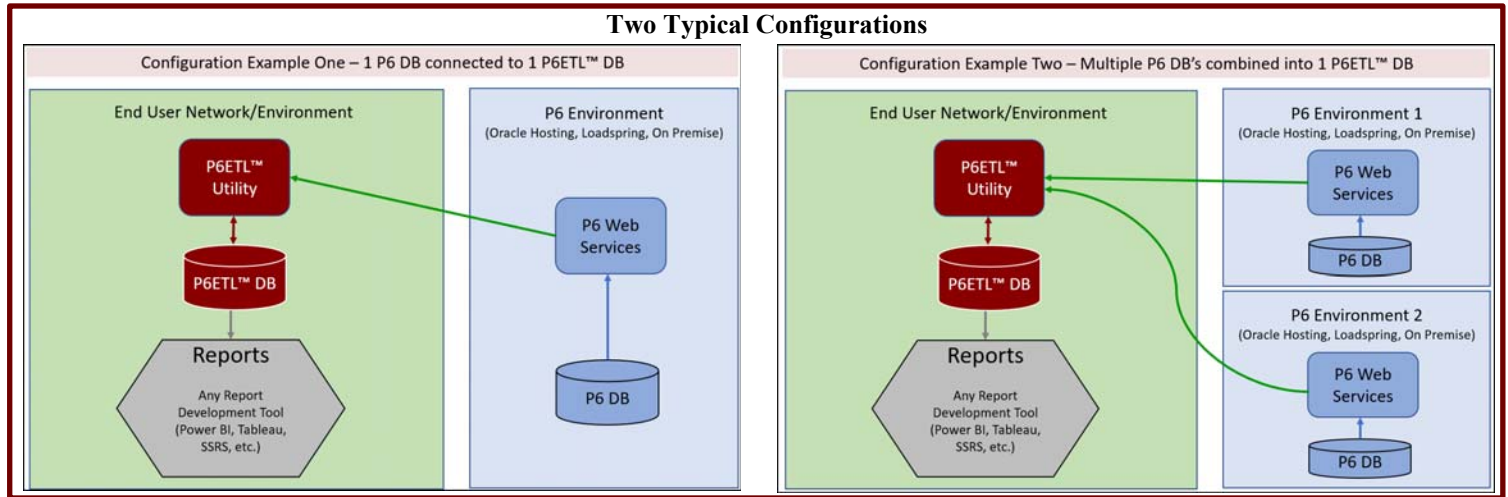 Two Typical Configurations
Configuration Example One – 1 P6 DB connected to 1 P6ETL™ DB
End User Network/Environment
P6ETL™
Utility
P6ETL™ DB
Reports
Any Report
Development Tool
(Power BI, Tableau,
SSRS, etc.)
P6 Environment
(Oracle Hosting, Loadspring, On Premise)
P6 Web
Services
P6 DB
Configuration Example Two – Multiple P6 DB's combined into 1 P6ETL™ DB
End User Network/Environment
P6ETL™
Utility
P6ETL™ DB
Reports
Any Report
Development Tool
(Power BI, Tableau,
SSRS, etc.)
P6 Environment 1
(Oracle Hosting, Loadspring, On Premise)
P6 Web
Services
P6 DB
P6 Environment 2
(Oracle Hosting, Loadspring, On Premise)
P6 Web
Services
P6 DB